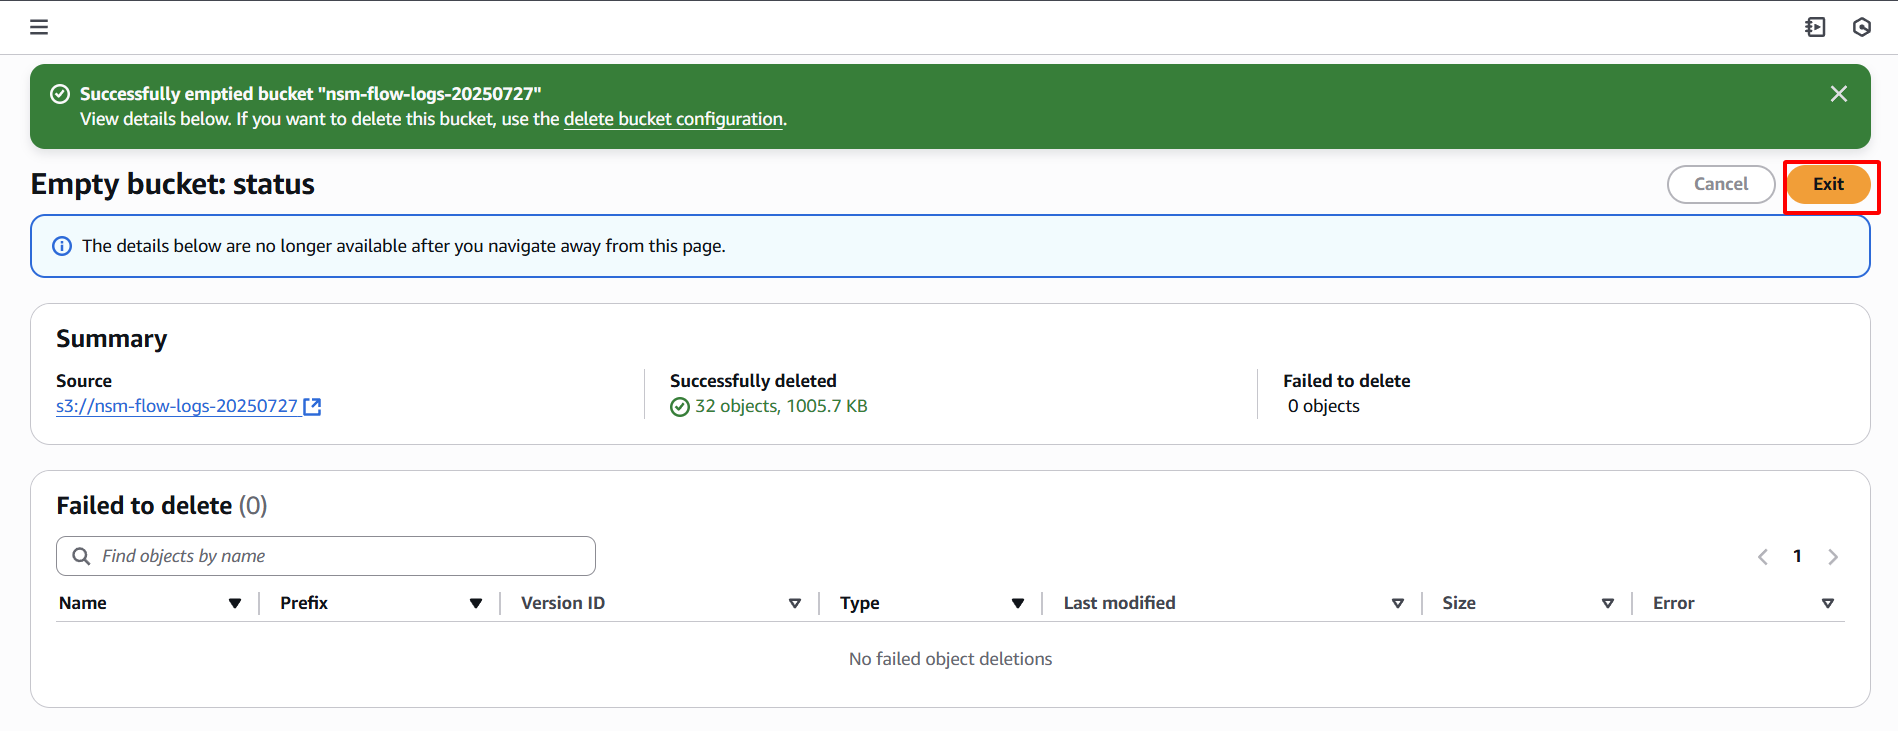 Successfully emptied bucket "nsm-flow-logs-20250727"
View details below. If you want to delete this bucket, use the delete bucket configuration.
Empty bucket: status
Cancel
Exit
The details below are no longer available after you navigate away from this page.
Summary
Source
s3://nsm-flow-logs-20250727
Successfully deleted
32 objects, 1005.7 KB
Failed to delete
0 objects
Failed to delete (0)
Find objects by name
1
Name Prefix Version ID Type Last modified Size Error
No failed object deletions